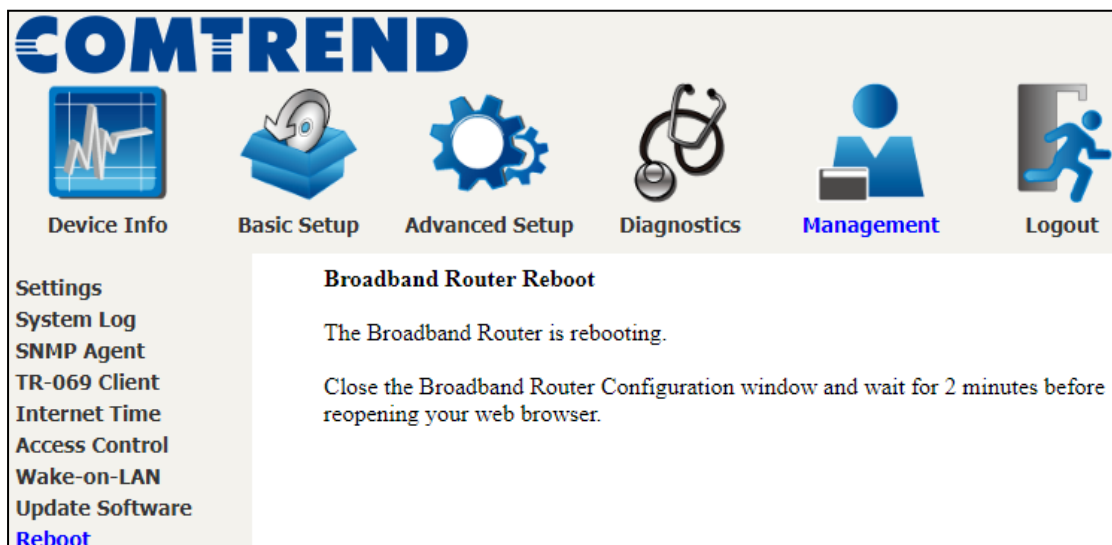 COMTREND
Device Info
Basic Setup
Advanced Setup
Diagnostics
Management
Logout
Settings
System Log
SNMP Agent
TR-069 Client
Internet Time
Access Control
Wake-on-LAN
Update Software
Reboot
Broadband Router Reboot
The Broadband Router is rebooting.
Close the Broadband Router Configuration window and wait for 2 minutes before
reopening your web browser.